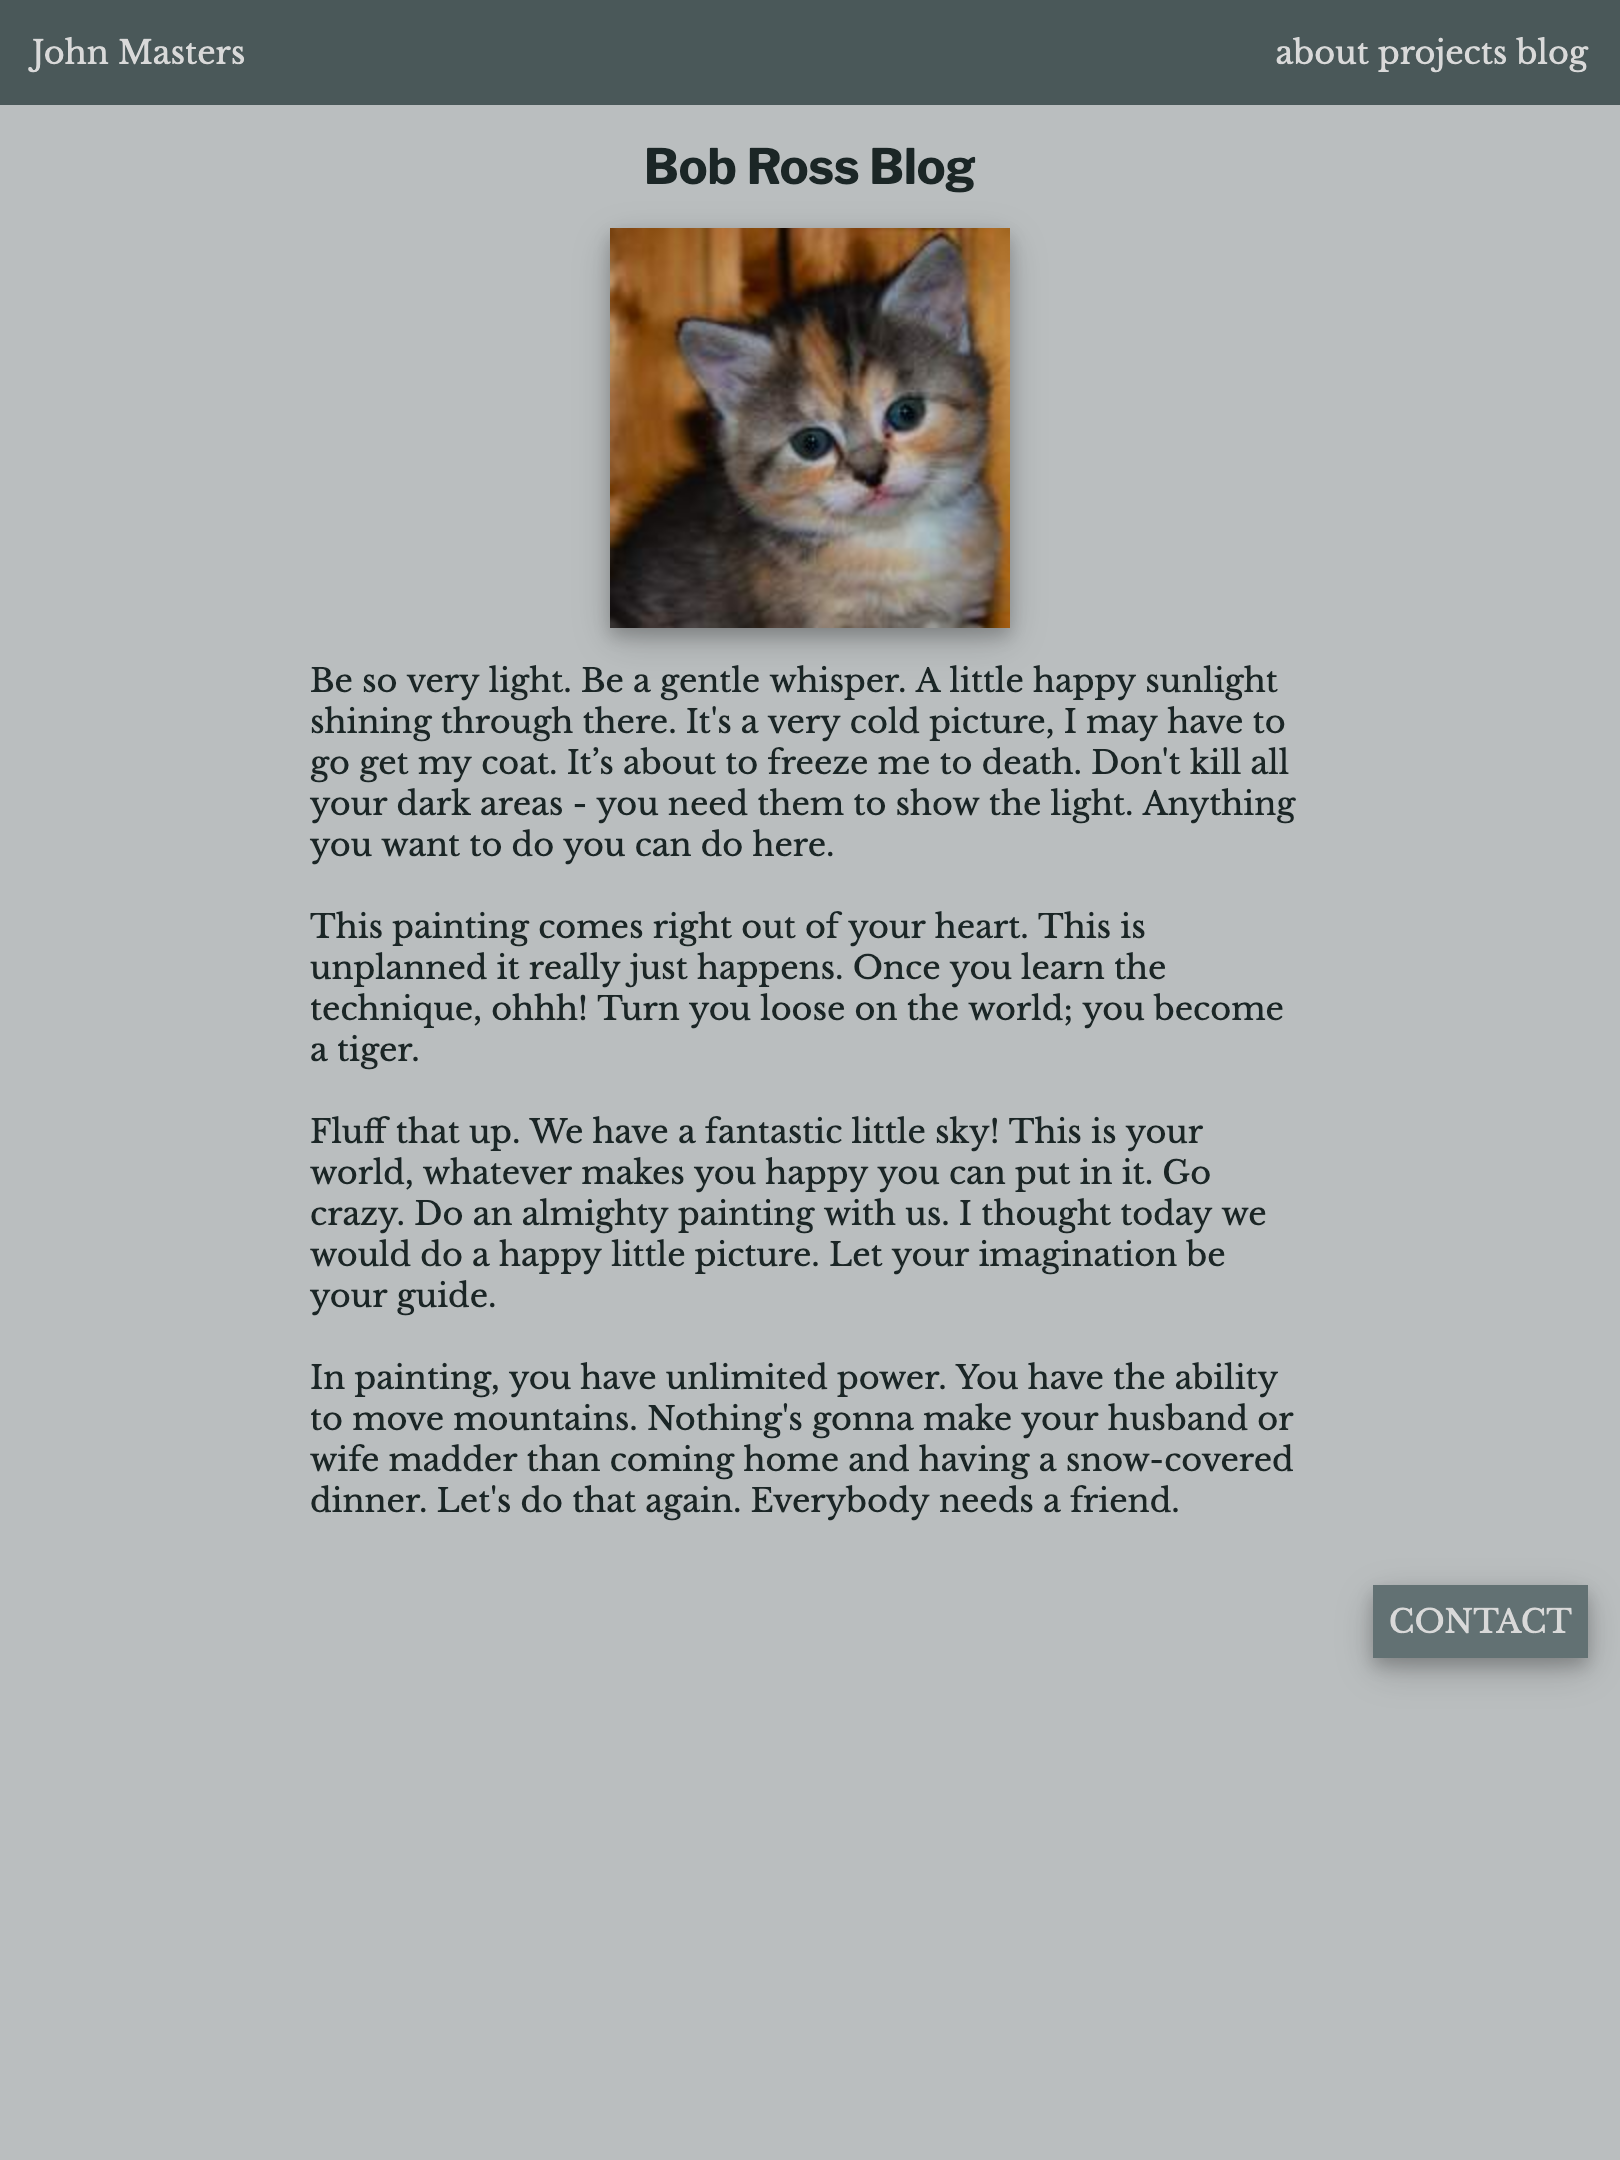 John Masters
about projects blog
Bob Ross Blog
Be so very light. Be a gentle whisper. A little happy sunlight
shining through there. It's a very cold picture, I may have to
go get my coat. It’s about to freeze me to death. Don't kill all
your dark areas - you need them to show the light. Anything
you want to do you can do here.
This painting comes right out of your heart. This is
unplanned it really just happens. Once you learn the
technique, ohhh! Turn you loose on the world; you become
a tiger.
Fluff that up. We have a fantastic little sky! This is your
world, whatever makes you happy you can put in it. Go
crazy. Do an almighty painting with us. I thought today we
would do a happy little picture. Let your imagination be
your guide.
In painting, you have unlimited power. You have the ability
to move mountains. Nothing's gonna make your husband or
wife madder than coming home and having a snow-covered
dinner. Let's do that again. Everybody needs a friend.
CONTACT